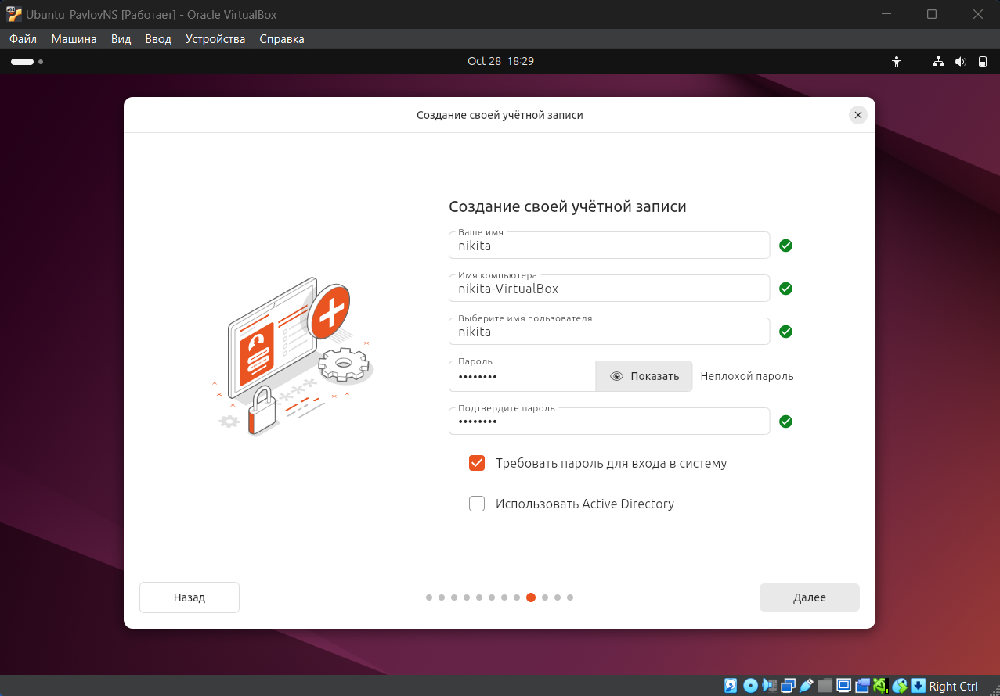 Ubuntu_PavlovNS [Работает] - Oracle VirtualBox
Файл Машина Вид Ввод Устройства Справка
Oct 28 18:29
Создание своей учётной записи
Создание своей учётной записи
Ваше имя
nikita
Имя компьютера
nikita-VirtualBox
Выберите имя пользователя
nikita
Пароль
•••••••• Показать Неплохой пароль
Подтвердите пароль
••••••••
Требовать пароль для входа в систему
Использовать Active Directory
Назад Далее
Right Ctrl